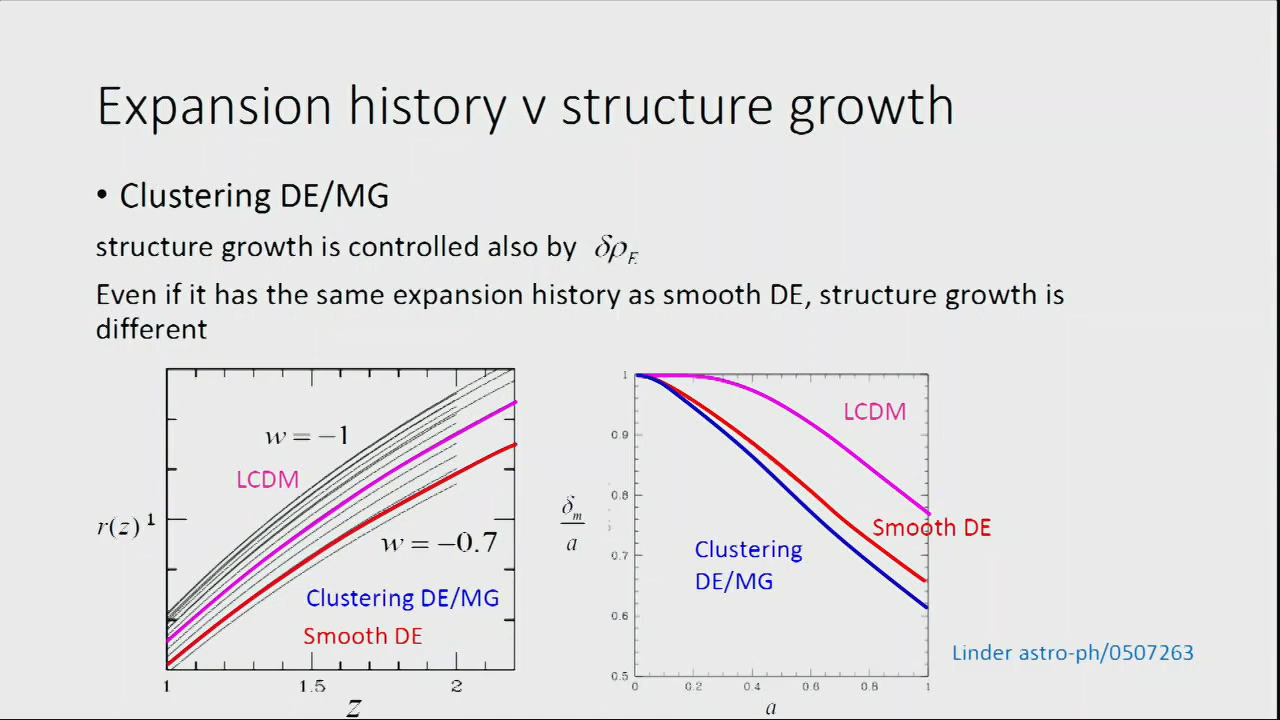 Expansion history v structure growth
• Clustering DE/MG
structure growth is controlled also by δρ_E
Even if it has the same expansion history as smooth DE, structure growth is
different
w = −1
LCDM
r(z) 1
w = −0.7
Clustering DE/MG
Smooth DE
1 1.5 2
z
1
0.9
0.8
0.7
0.6
0.5
δ_m
a
LCDM
Smooth DE
Clustering
DE/MG
0 0.2 0.4 0.6 0.8 1
a
Linder astro-ph/0507263